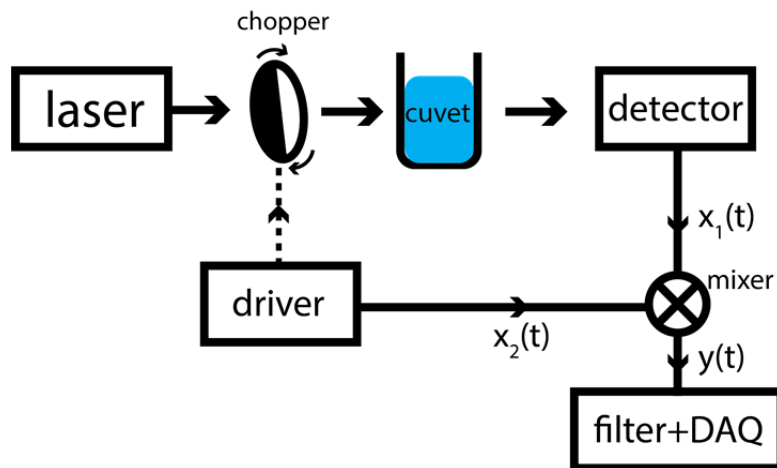 chopper
laser
cuvet
detector
x₁(t)
mixer
driver
x₂(t)
y(t)
filter+DAQ